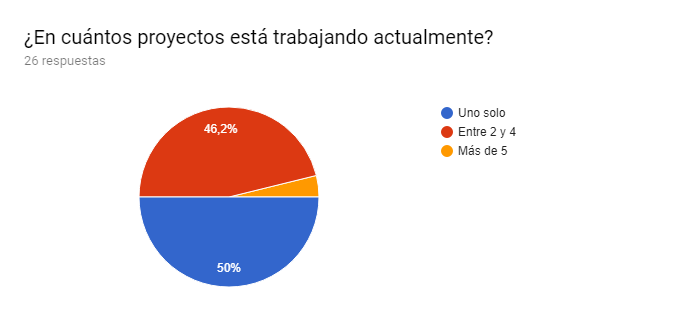 ¿En cuántos proyectos está trabajando actualmente?
26 respuestas
46,2%
50%
Uno solo
Entre 2 y 4
Más de 5